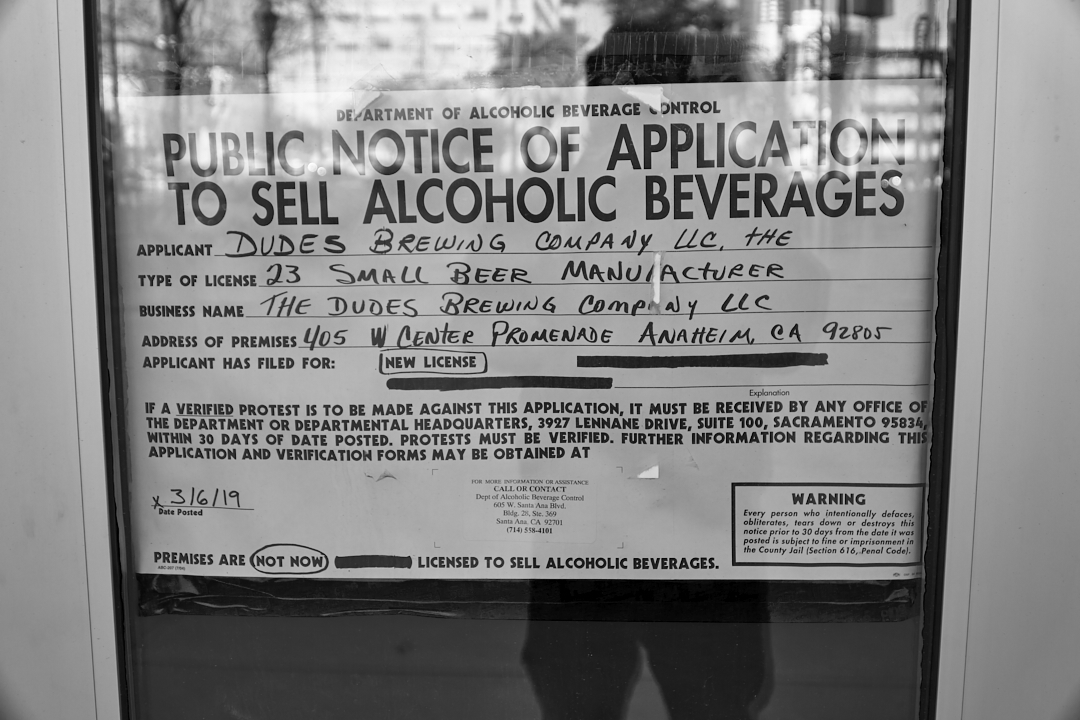 DEPARTMENT OF ALCOHOLIC BEVERAGE CONTROL
PUBLIC NOTICE OF APPLICATION
TO SELL ALCOHOLIC BEVERAGES
APPLICANT DUDES BREWING COMPANY LLC, THE
TYPE OF LICENSE 23 SMALL BEER MANUFACTURER
BUSINESS NAME THE DUDES BREWING COMPANY LLC
ADDRESS OF PREMISES 405 W CENTER PROMENADE ANAHEIM, CA 92805
APPLICANT HAS FILED FOR: NEW LICENSE
Explanation
IF A VERIFIED PROTEST IS TO BE MADE AGAINST THIS APPLICATION, IT MUST BE RECEIVED BY ANY OFFICE OF
THE DEPARTMENT OR DEPARTMENTAL HEADQUARTERS, 3927 LENNANE DRIVE, SUITE 100, SACRAMENTO 95834,
WITHIN 30 DAYS OF DATE POSTED. PROTESTS MUST BE VERIFIED. FURTHER INFORMATION REGARDING THIS
APPLICATION AND VERIFICATION FORMS MAY BE OBTAINED AT
FOR MORE INFORMATION OR ASSISTANCE
CALL OR CONTACT
Dept of Alcoholic Beverage Control
605 W. Santa Ana Blvd.
Bldg. 28, Ste. 369
Santa Ana, CA 92701
(714) 558-4101
x 3/6/19
Date Posted
WARNING
Every person who intentionally defaces,
obliterates, tears down or destroys this
notice prior to 30 days from the date it was
posted is subject to fine or imprisonment in
the County Jail (Section 616, Penal Code).
PREMISES ARE NOT NOW LICENSED TO SELL ALCOHOLIC BEVERAGES.